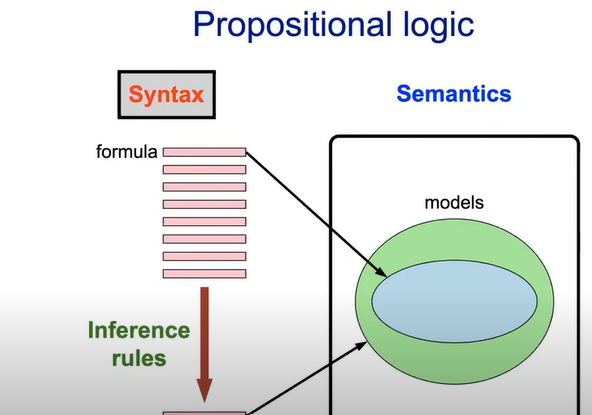 Propositional logic
Syntax
Semantics
formula
models
Inference
rules